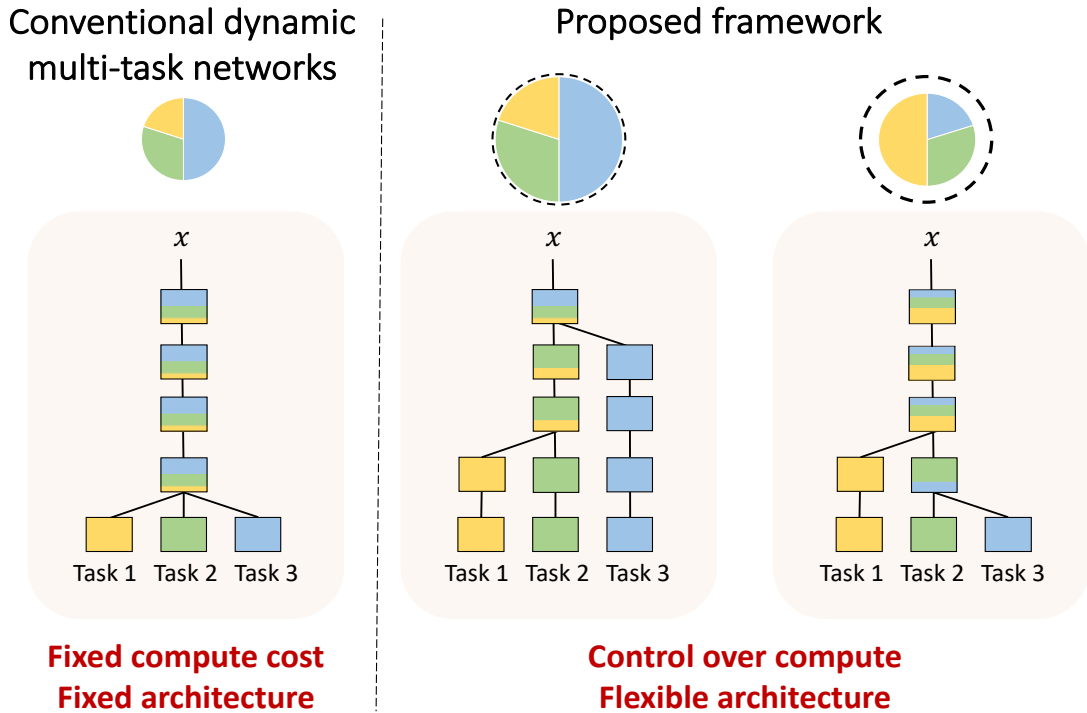 Conventional dynamic
multi-task networks
Proposed framework
x
x
x
Task 1 Task 2 Task 3
Task 1 Task 2 Task 3
Task 1 Task 2 Task 3
Fixed compute cost
Fixed architecture
Control over compute
Flexible architecture